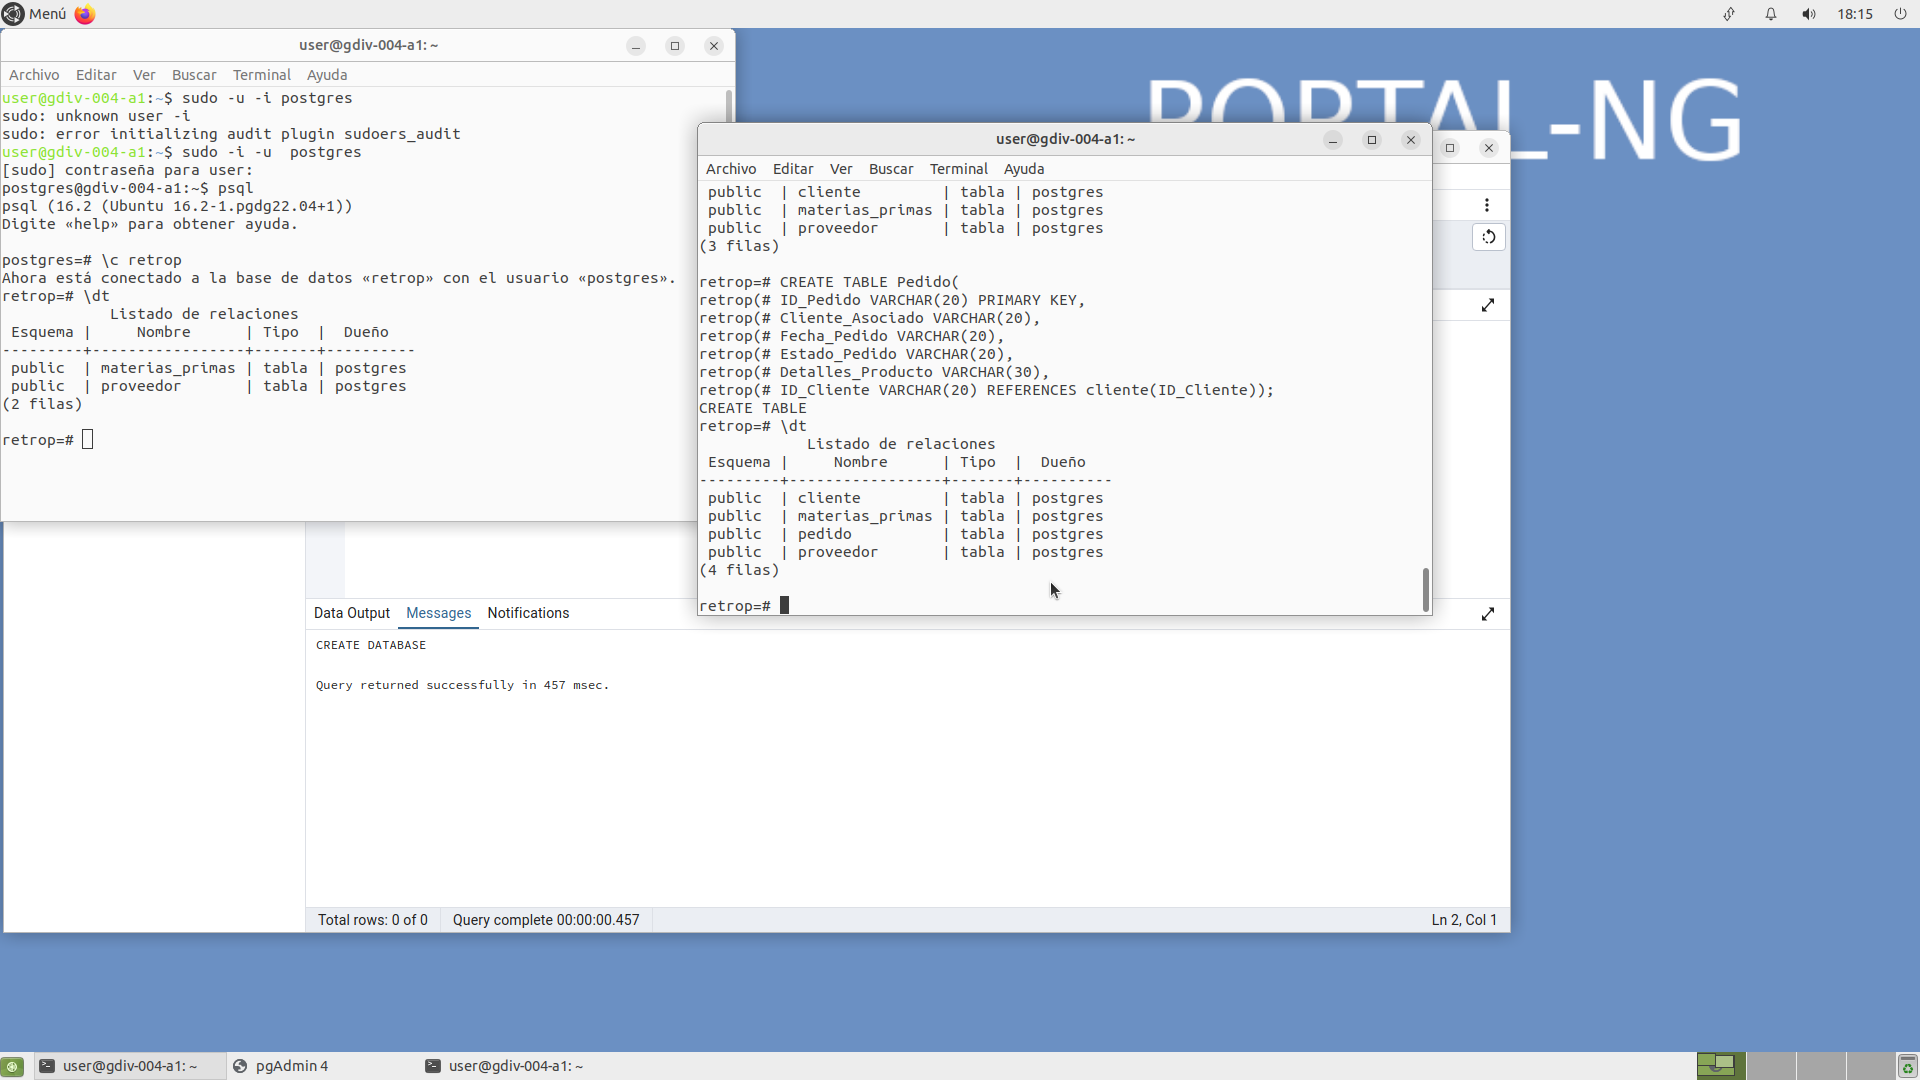 Menú
18:15
PORTAL-NG
user@gdiv-004-a1: ~
Archivo Editar Ver Buscar Terminal Ayuda
user@gdiv-004-a1:~$ sudo -u -i postgres
sudo: unknown user -i
sudo: error initializing audit plugin sudoers_audit
user@gdiv-004-a1:~$ sudo -i -u  postgres
[sudo] contraseña para user:
postgres@gdiv-004-a1:~$ psql
psql (16.2 (Ubuntu 16.2-1.pgdg22.04+1))
Digite «help» para obtener ayuda.
postgres=# \c retrop
Ahora está conectado a la base de datos «retrop» con el usuario «postgres».
retrop=# \dt
Listado de relaciones
Esquema |     Nombre      | Tipo  |  Dueño
---------+-----------------+-------+----------
public  | materias_primas | tabla | postgres
public  | proveedor       | tabla | postgres
(2 filas)
retrop=#
user@gdiv-004-a1: ~
Archivo Editar Ver Buscar Terminal Ayuda
public  | cliente         | tabla | postgres
public  | materias_primas | tabla | postgres
public  | proveedor       | tabla | postgres
(3 filas)
retrop=# CREATE TABLE Pedido(
retrop(# ID_Pedido VARCHAR(20) PRIMARY KEY,
retrop(# Cliente_Asociado VARCHAR(20),
retrop(# Fecha_Pedido VARCHAR(20),
retrop(# Estado_Pedido VARCHAR(20),
retrop(# Detalles_Producto VARCHAR(30),
retrop(# ID_Cliente VARCHAR(20) REFERENCES cliente(ID_Cliente));
CREATE TABLE
retrop=# \dt
Listado de relaciones
Esquema |     Nombre      | Tipo  |  Dueño
---------+-----------------+-------+----------
public  | cliente         | tabla | postgres
public  | materias_primas | tabla | postgres
public  | pedido          | tabla | postgres
public  | proveedor       | tabla | postgres
(4 filas)
retrop=#
Data Output Messages Notifications
CREATE DATABASE
Query returned successfully in 457 msec.
Total rows: 0 of 0 Query complete 00:00:00.457 Ln 2, Col 1
user@gdiv-004-a1: ~ pgAdmin 4 user@gdiv-004-a1: ~